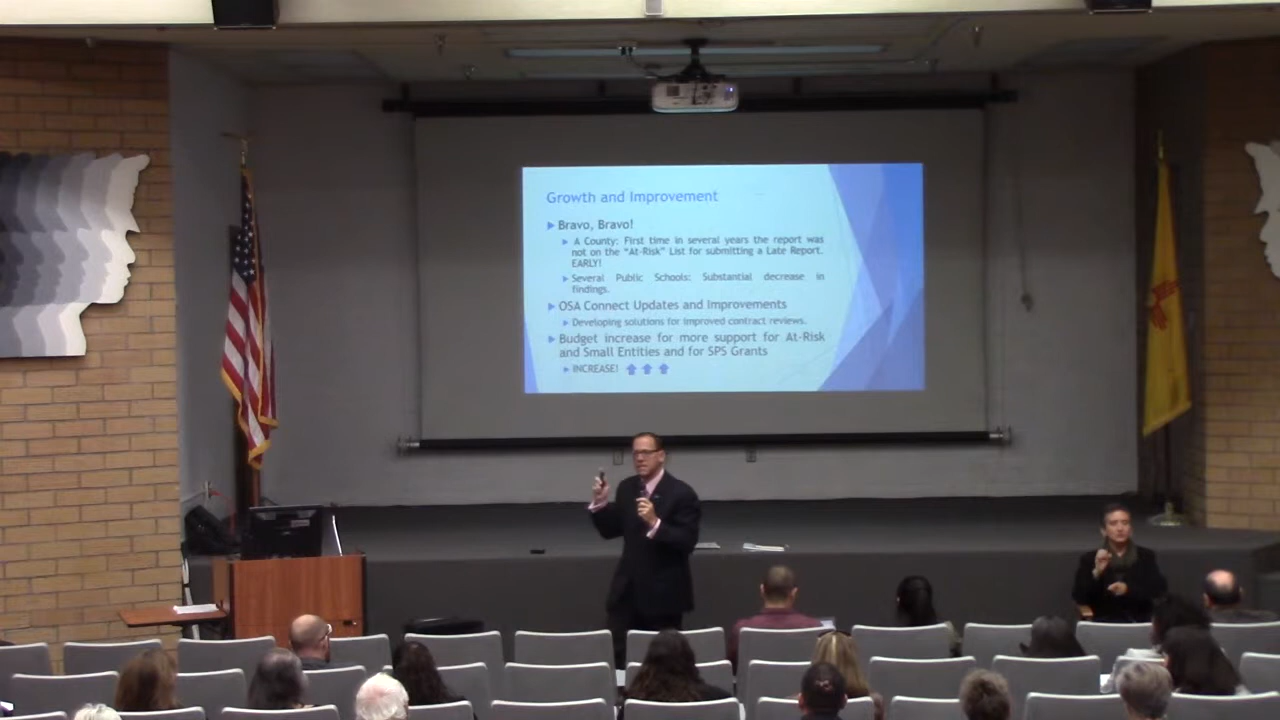 Growth and Improvement
Bravo, Bravo!
A County: First time in several years the report was
not on the "At-Risk" List for submitting a Late Report.
EARLY!
Several Public Schools: Substantial decrease in
findings.
OSA Connect Updates and Improvements
Developing solutions for improved contract reviews.
Budget increase for more support for At-Risk
and Small Entities and for SPS Grants
INCREASE!